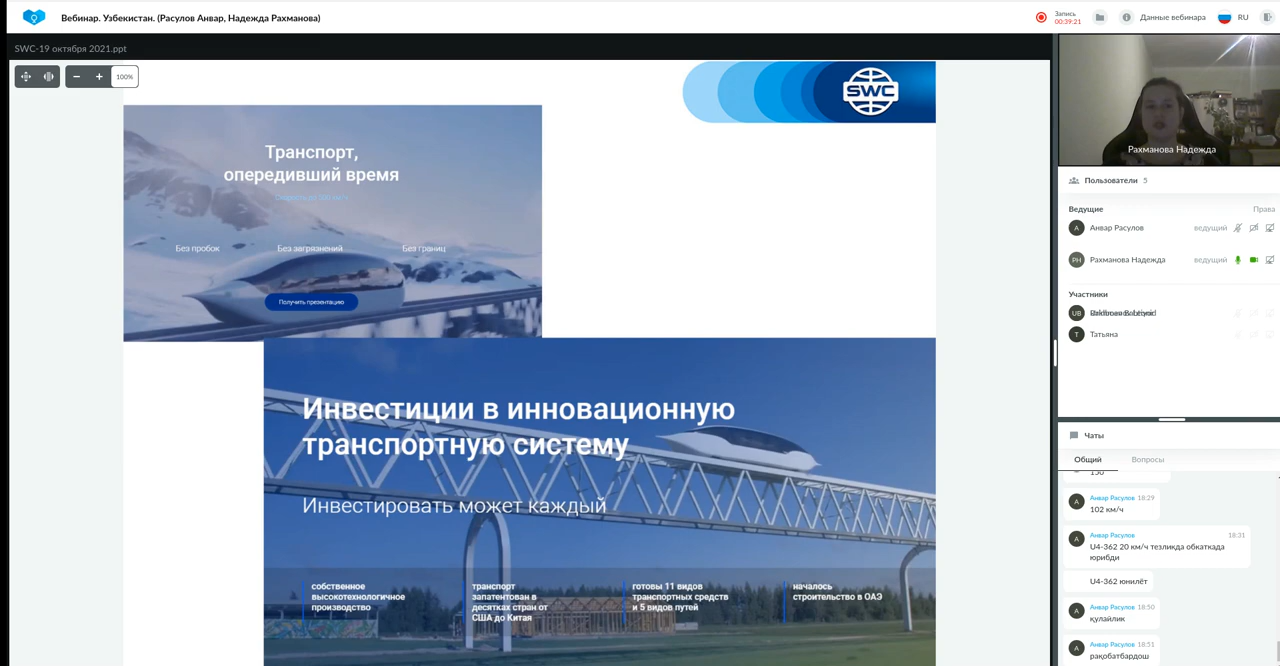 Вебинар. Узбекистан. (Расулов Анвар, Надежда Рахманова)
Запись
00:39:21
Данные вебинара
RU
SWC-19 октября 2021.ppt
100%
SWC
Транспорт,
опередивший время
Без пробок
Без загрязнений
Без границ
Получить презентацию
Инвестиции в инновационную
транспортную систему
Инвестировать может каждый
собственное
высокотехнологичное
производство
транспорт
запатентован в
десятках стран от
США до Китая
готовы 11 видов
транспортных средств
и 5 видов путей
началось
строительство в ОАЭ
Рахманова Надежда
Пользователи 5
Ведущие
Права
А
Анвар Расулов
ведущий
РН
Рахманова Надежда
ведущий
Участники
UB
Т
Татьяна
Чаты
Общий
Вопросы
150
А
Анвар Расулов 18:29
102 км/ч
А
Анвар Расулов 18:31
U4-362 20 км/ч тезликда обкаткада
юрибди
U4-362 юнилёт
А
Анвар Расулов 18:50
қулайлик
А
Анвар Расулов 18:51
рақобатбардош